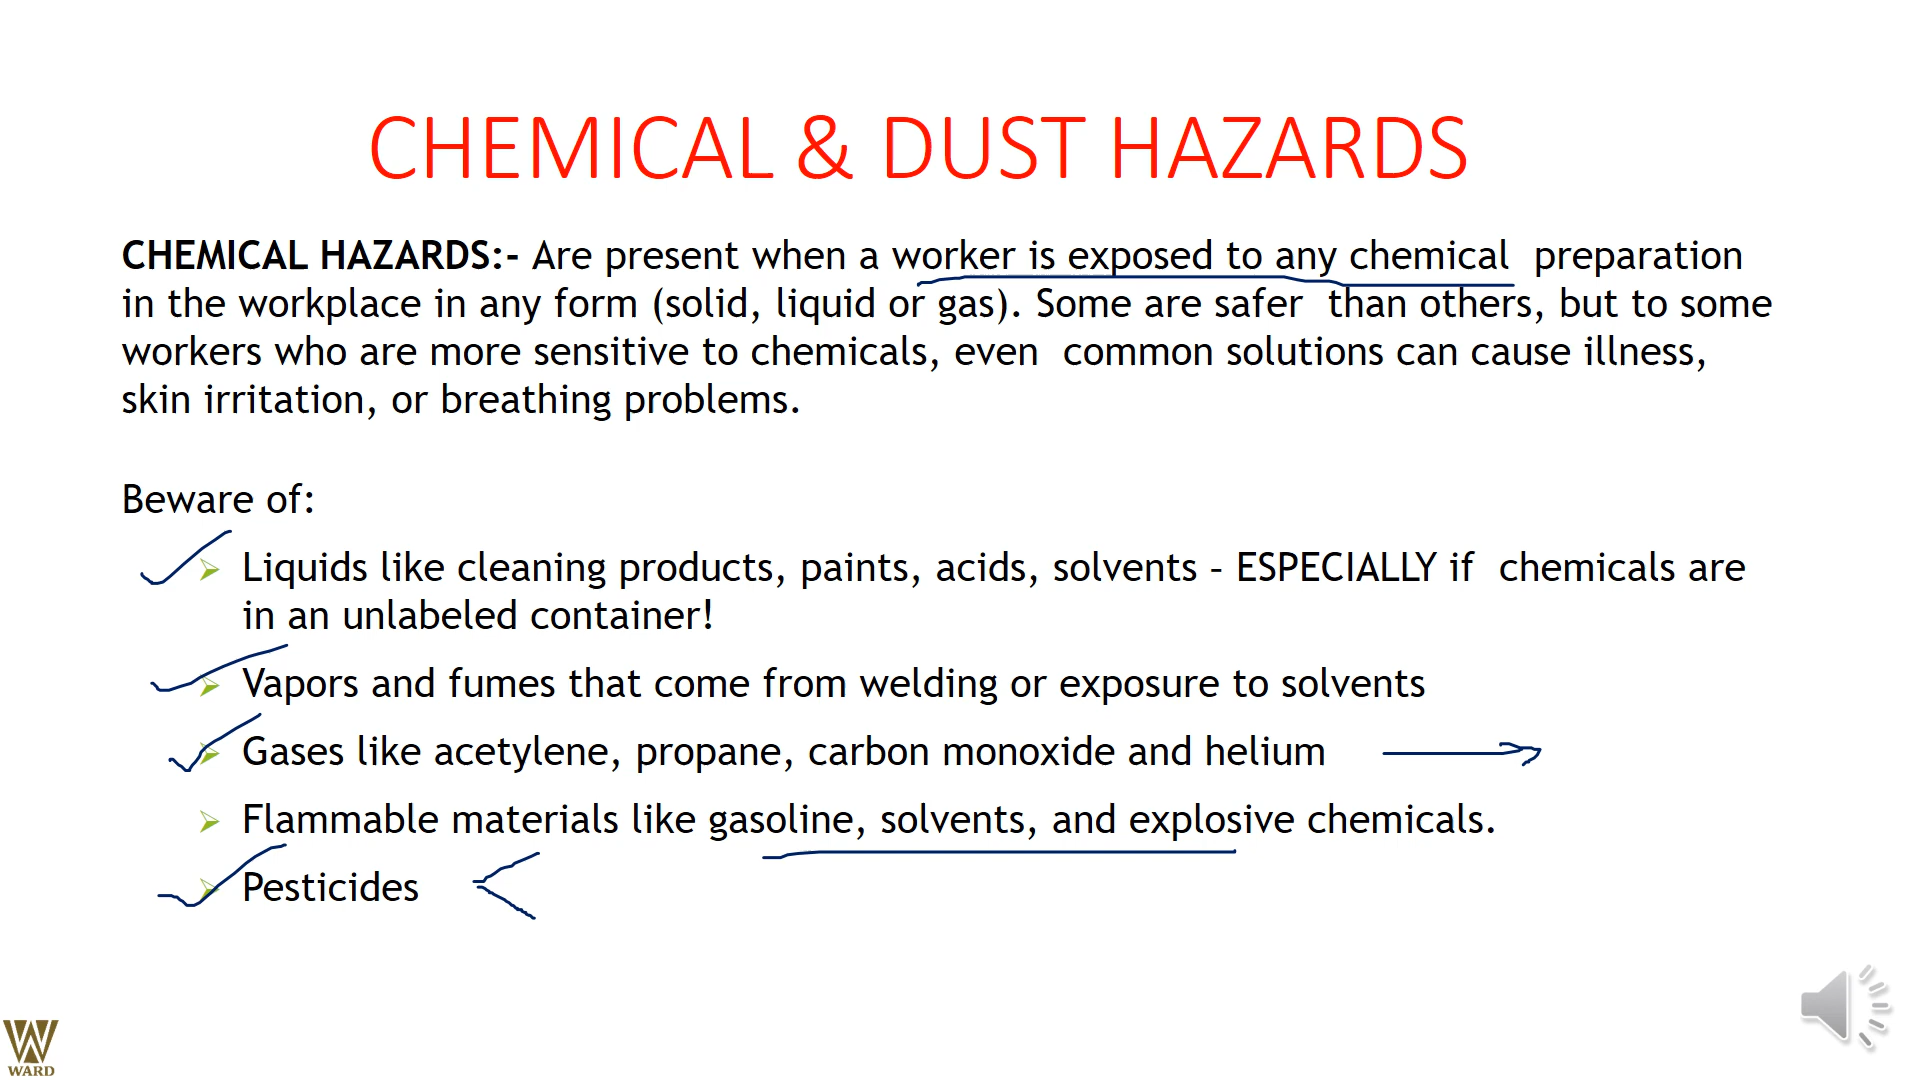 CHEMICAL & DUST HAZARDS
CHEMICAL HAZARDS:- Are present when a worker is exposed to any chemical preparation
in the workplace in any form (solid, liquid or gas). Some are safer than others, but to some
workers who are more sensitive to chemicals, even common solutions can cause illness,
skin irritation, or breathing problems.
Beware of:
Liquids like cleaning products, paints, acids, solvents – ESPECIALLY if chemicals are
in an unlabeled container!
Vapors and fumes that come from welding or exposure to solvents
Gases like acetylene, propane, carbon monoxide and helium
Flammable materials like gasoline, solvents, and explosive chemicals.
Pesticides
WARD